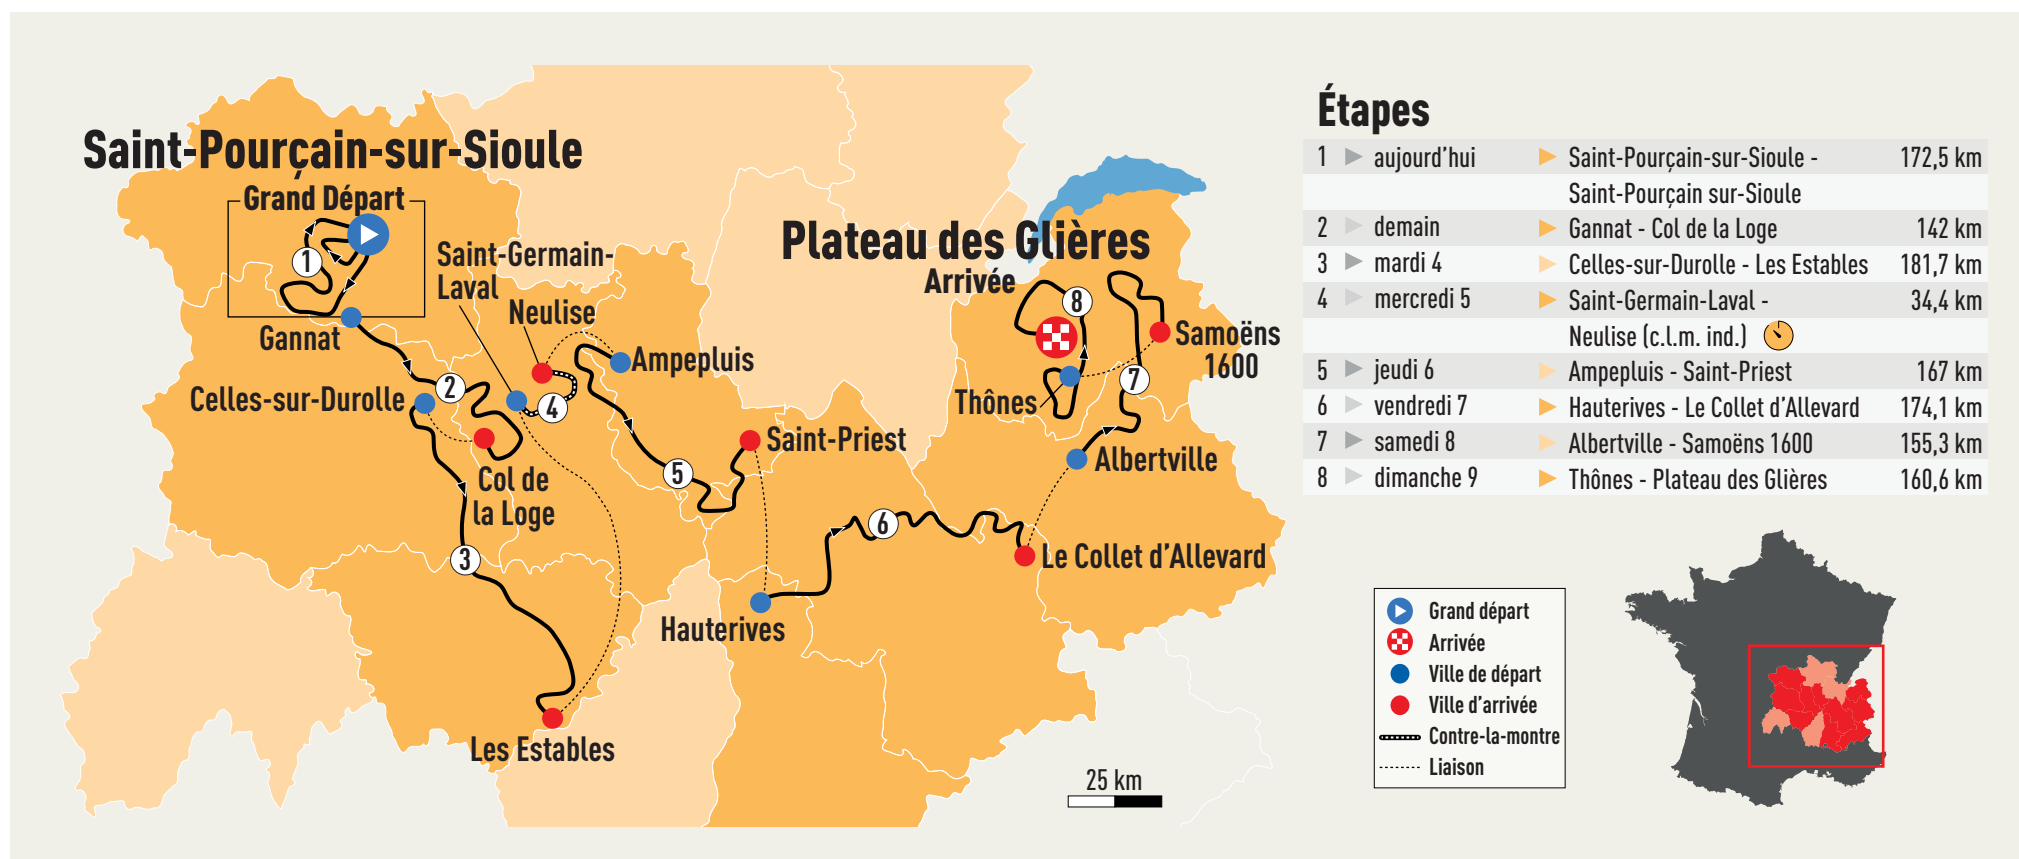 Saint-Pourçain-sur-Sioule
Grand Départ
1
Gannat
Saint-Germain-
Laval
Neulise
Ampepluis
Celles-sur-Durolle
2
4
Col de
la Loge
3
Les Estables
5
Saint-Priest
Hauterives
6
Le Collet d'Allevard
Plateau des Glières
Arrivée
8
Samoëns
1600
Thônes
7
Albertville
25 km
Étapes
1 aujourd'hui Saint-Pourçain-sur-Sioule - 172,5 km
Saint-Pourçain sur-Sioule
2 demain Gannat - Col de la Loge 142 km
3 mardi 4 Celles-sur-Durolle - Les Estables 181,7 km
4 mercredi 5 Saint-Germain-Laval - 34,4 km
Neulise (c.l.m. ind.)
5 jeudi 6 Ampepluis - Saint-Priest 167 km
6 vendredi 7 Hauterives - Le Collet d'Allevard 174,1 km
7 samedi 8 Albertville - Samoëns 1600 155,3 km
8 dimanche 9 Thônes - Plateau des Glières 160,6 km
Grand départ
Arrivée
Ville de départ
Ville d'arrivée
Contre-la-montre
Liaison